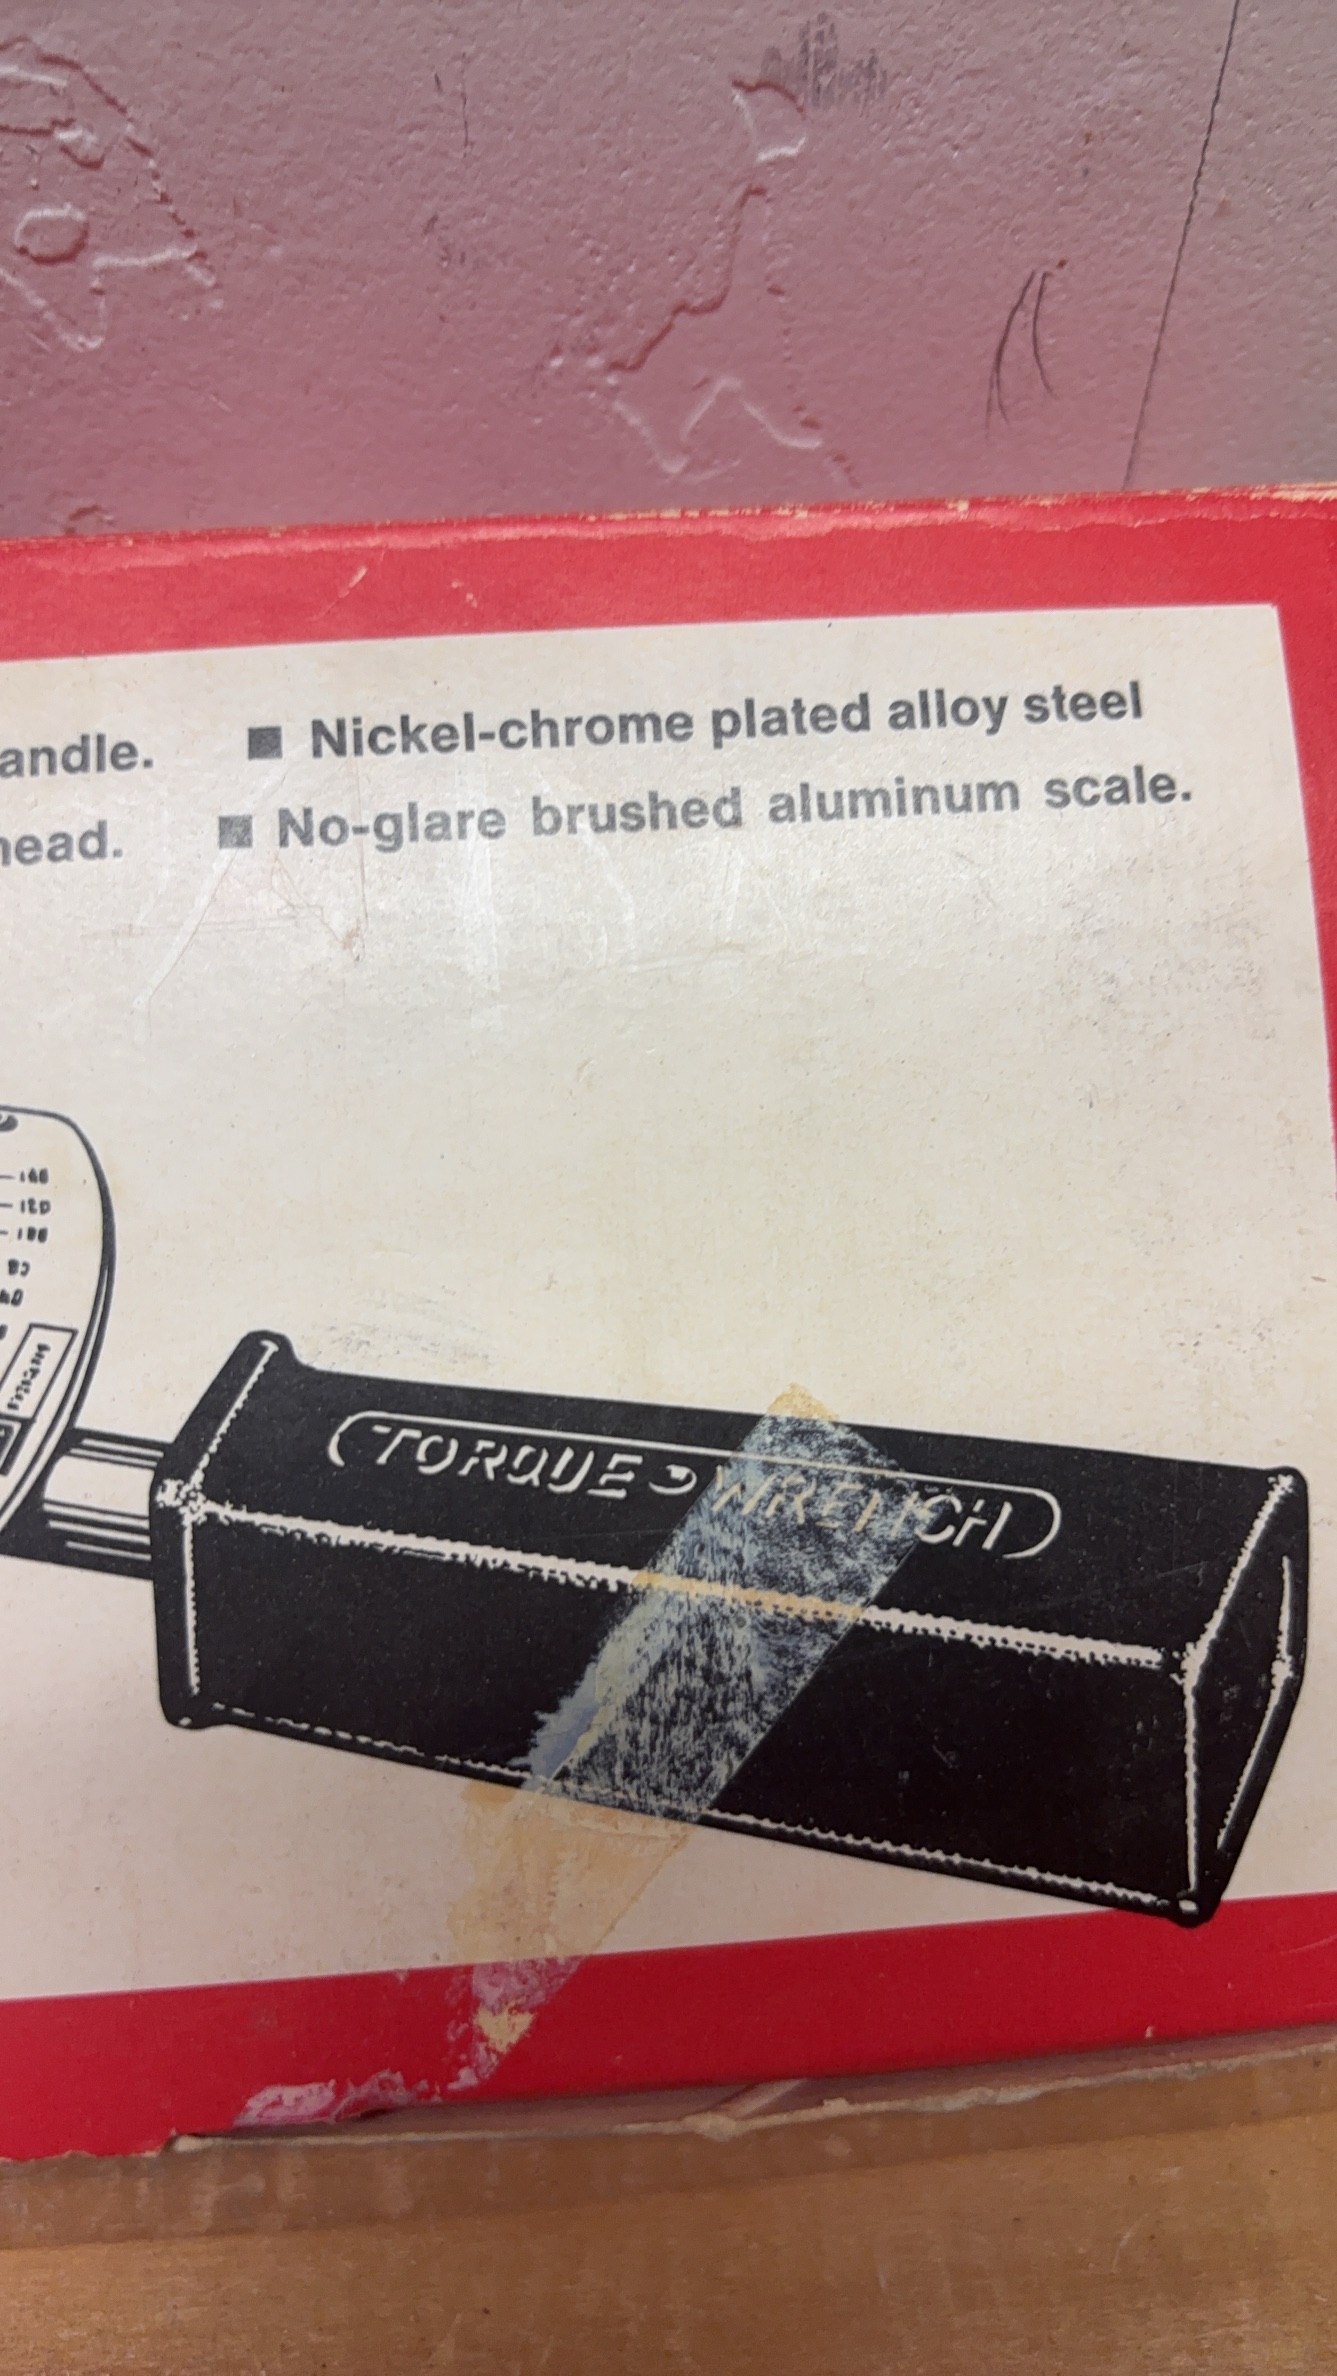 andle. ■ Nickel-chrome plated alloy steel
head. ■ No-glare brushed aluminum scale.
TORQUE WRENCH